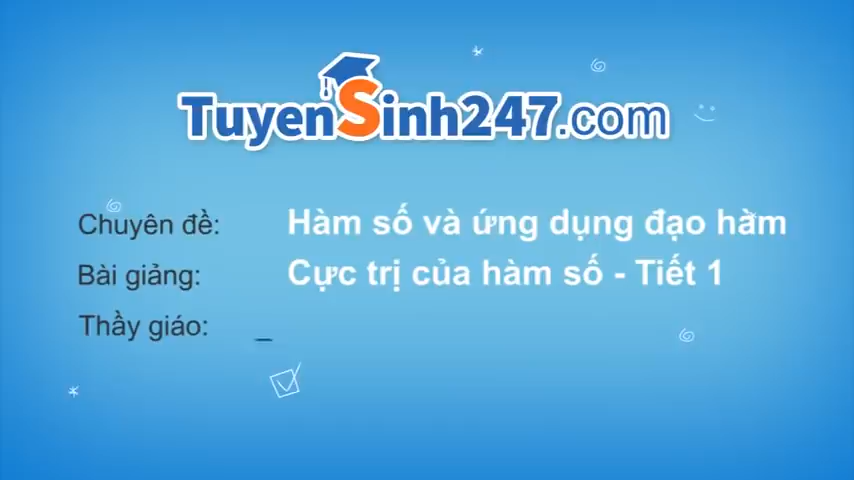 TuyenSinh247.com
Chuyên đề: Hàm số và ứng dụng đạo hàm
Bài giảng: Cực trị của hàm số - Tiết 1
Thầy giáo: